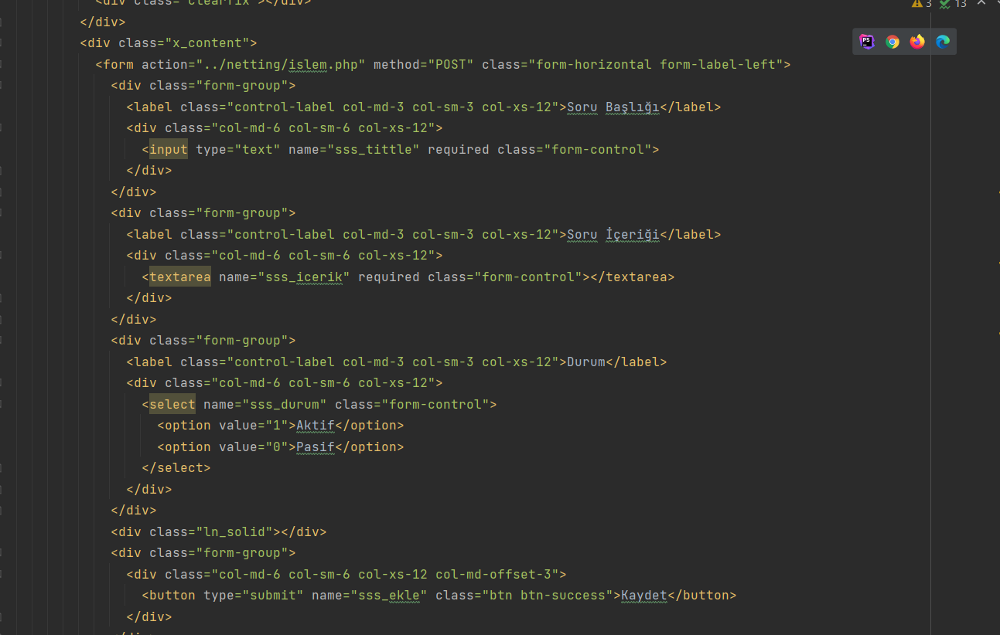 <div class="clearfix"></div>
3 13
</div>
<div class="x_content">
<form action="../netting/islem.php" method="POST" class="form-horizontal form-label-left">
<div class="form-group">
<label class="control-label col-md-3 col-sm-3 col-xs-12">Soru Başlığı</label>
<div class="col-md-6 col-sm-6 col-xs-12">
<input type="text" name="sss_tittle" required class="form-control">
</div>
</div>
<div class="form-group">
<label class="control-label col-md-3 col-sm-3 col-xs-12">Soru İçeriği</label>
<div class="col-md-6 col-sm-6 col-xs-12">
<textarea name="sss_icerik" required class="form-control"></textarea>
</div>
</div>
<div class="form-group">
<label class="control-label col-md-3 col-sm-3 col-xs-12">Durum</label>
<div class="col-md-6 col-sm-6 col-xs-12">
<select name="sss_durum" class="form-control">
<option value="1">Aktif</option>
<option value="0">Pasif</option>
</select>
</div>
</div>
<div class="ln_solid"></div>
<div class="form-group">
<div class="col-md-6 col-sm-6 col-xs-12 col-md-offset-3">
<button type="submit" name="sss_ekle" class="btn btn-success">Kaydet</button>
</div>